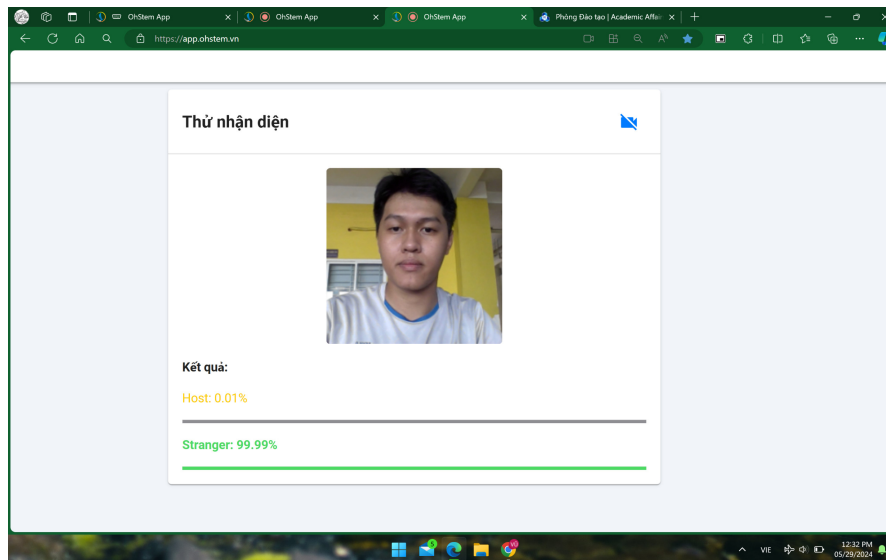 OhStem App
OhStem App
OhStem App
Phòng Đào tạo | Academic Affai
https://app.ohstem.vn
Thử nhận diện
Kết quả:
Host: 0.01%
Stranger: 99.99%
VIE
12:32 PM
05/29/2024